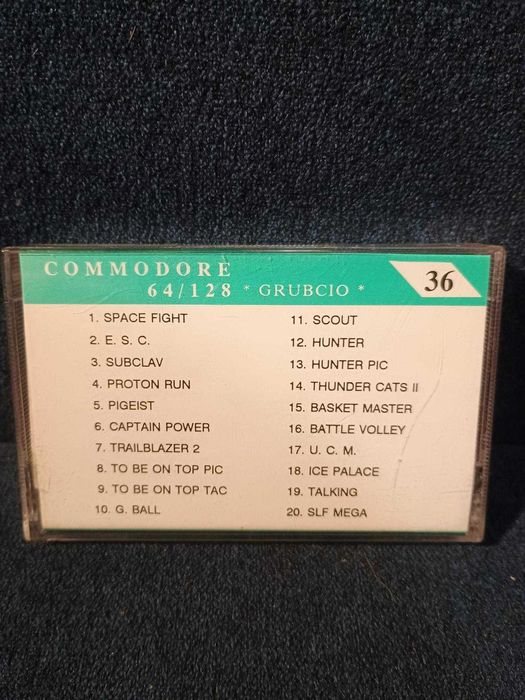 COMMODORE
64/128 * GRUBCIO *
36
1. SPACE FIGHT
2. E. S. C.
3. SUBCLAV
4. PROTON RUN
5. PIGEIST
6. CAPTAIN POWER
7. TRAILBLAZER 2
8. TO BE ON TOP PIC
9. TO BE ON TOP TAC
10. G. BALL
11. SCOUT
12. HUNTER
13. HUNTER PIC
14. THUNDER CATS II
15. BASKET MASTER
16. BATTLE VOLLEY
17. U. C. M.
18. ICE PALACE
19. TALKING
20. SLF MEGA